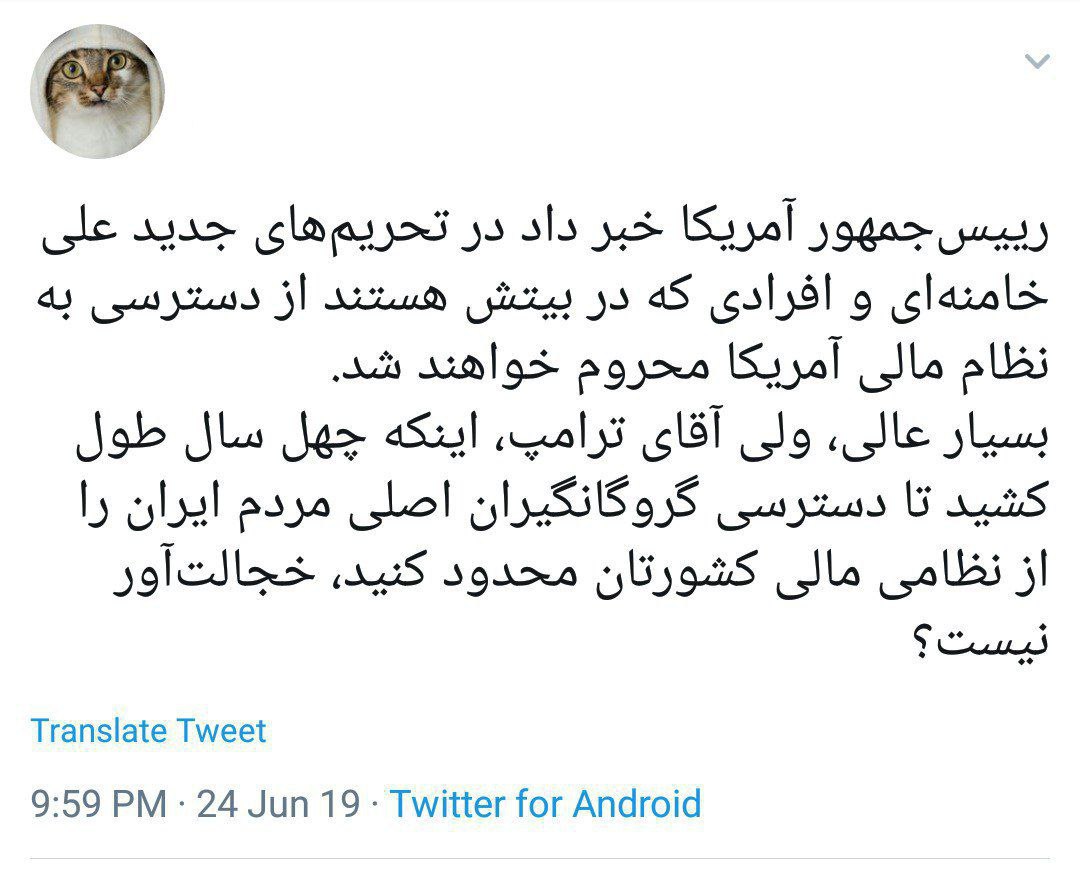 رییس‌جمهور آمریکا خبر داد در تحریم‌های جدید علی
خامنه‌ای و افرادی که در بیتش هستند از دسترسی به
نظام مالی آمریکا محروم خواهند شد.
بسیار عالی، ولی آقای ترامپ، اینکه چهل سال طول
کشید تا دسترسی گروگانگیران اصلی مردم ایران را
از نظامی مالی کشورتان محدود کنید، خجالت‌آور
نیست؟
Translate Tweet
9:59 PM · 24 Jun 19 · Twitter for Android